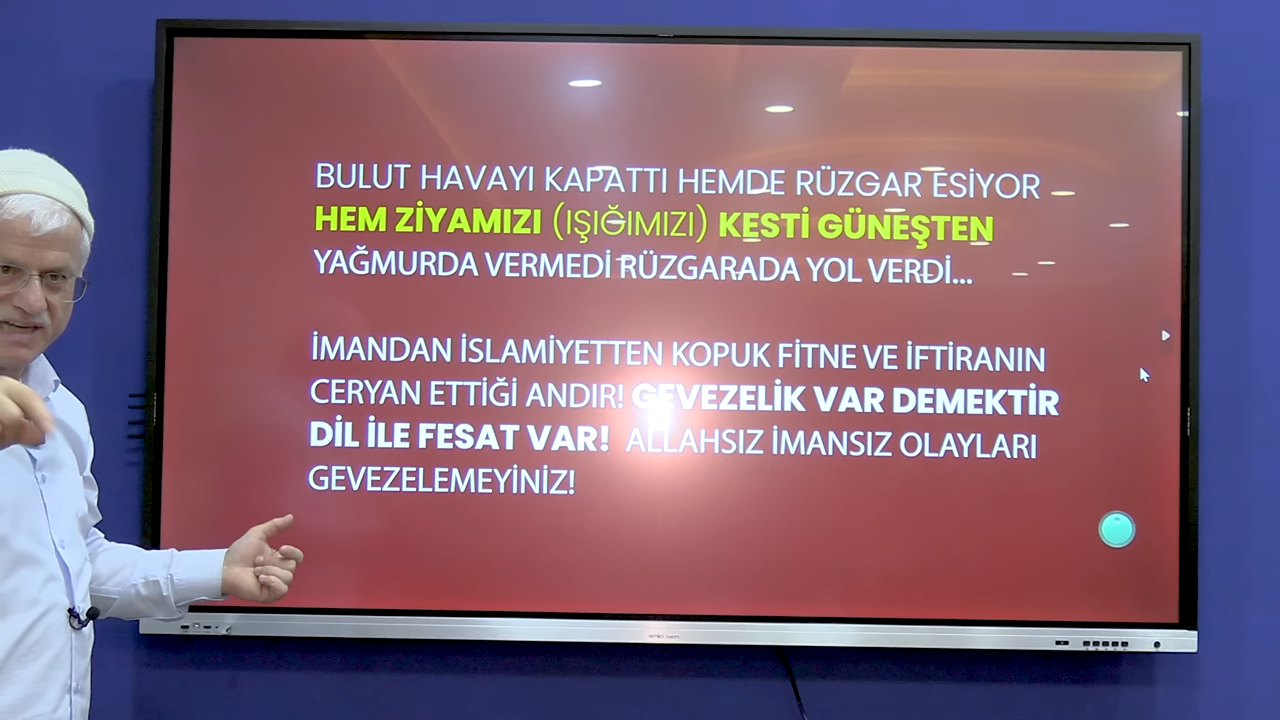 BULUT HAVAYI KAPATTI HEMDE RÜZGAR ESİYOR
HEM ZİYAMIZI (IŞIĞIMIZI) KESTİ GÜNEŞTEN
YAĞMURDA VERMEDİ RÜZGARADA YOL VERDİ...
İMANDAN İSLAMİYETTEN KOPUK FİTNE VE İFTİRANIN
CERYAN ETTİĞİ ANDIR! GEVEZELİK VAR DEMEKTİR
DİL İLE FESAT VAR! ALLAHSIZ İMANSIZ OLAYLARI
GEVEZELEMEYİNİZ!